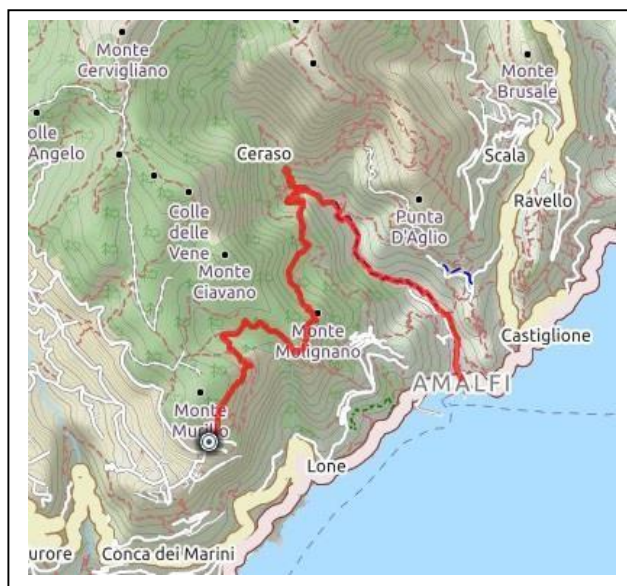 Monte
Cervigliano
olle
Angelo
Ceraso
Monte
Brusale
Scala
Ravello
Colle
delle
Vene
Punta
D'Aglio
Monte
Ciavano
Monte
Molignano
Castiglione
AMALFI
Monte
Murillo
Lone
urore
Conca dei Marini